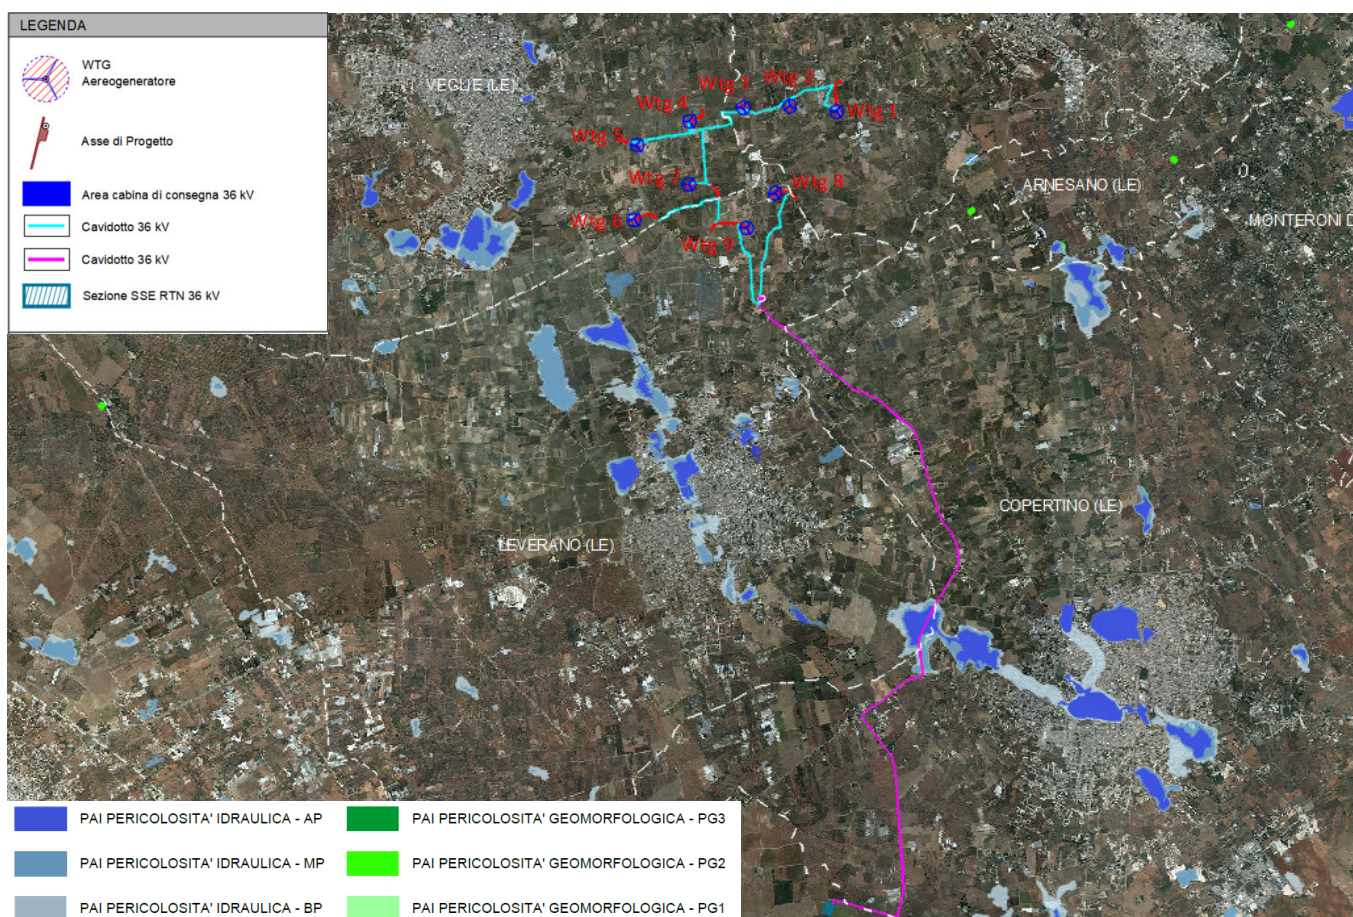 LEGENDA
WTG
Aereogeneratore
Asse di Progetto
Area cabina di consegna 36 kV
Cavidotto 36 kV
Cavidotto 36 kV
Sezione SSE RTN 36 kV
VEGLIE (LE)
Wtg 1
Wtg 2
Wtg 3
Wtg 4
Wtg 5
Wtg 6
Wtg 7
Wtg 8
Wtg 9
ARNESANO (LE)
MONTERONI D
COPERTINO (LE)
LEVERANO (LE)
PAI PERICOLOSITA' IDRAULICA - AP
PAI PERICOLOSITA' IDRAULICA - MP
PAI PERICOLOSITA' IDRAULICA - BP
PAI PERICOLOSITA' GEOMORFOLOGICA - PG3
PAI PERICOLOSITA' GEOMORFOLOGICA - PG2
PAI PERICOLOSITA' GEOMORFOLOGICA - PG1